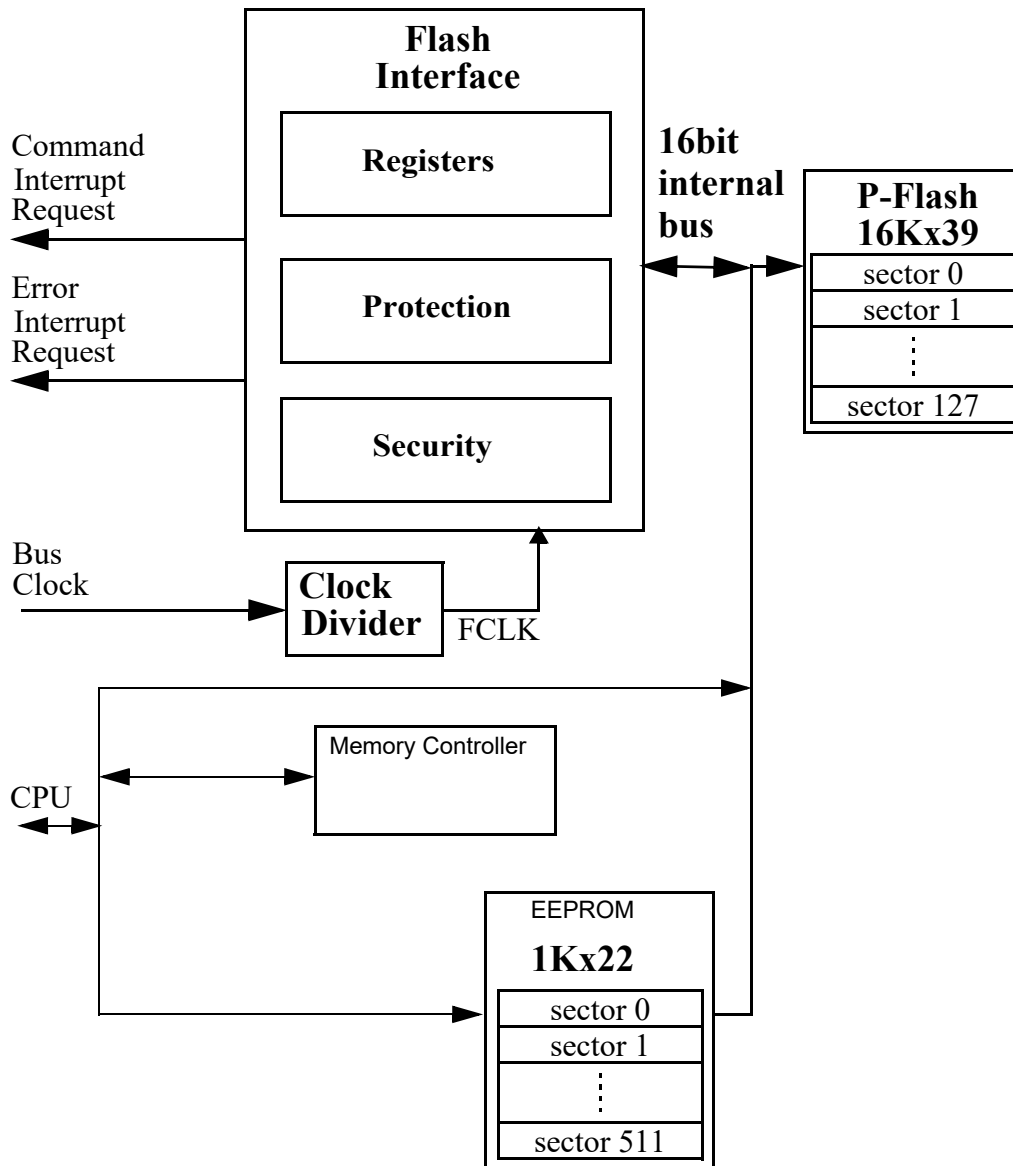 Flash
Interface
Registers
Protection
Security
Command
Interrupt
Request
Error
Interrupt
Request
16bit
internal
bus
P-Flash
16Kx39
sector 0
sector 1
sector 127
Bus
Clock
Clock
Divider
FCLK
Memory Controller
CPU
EEPROM
1Kx22
sector 0
sector 1
sector 511